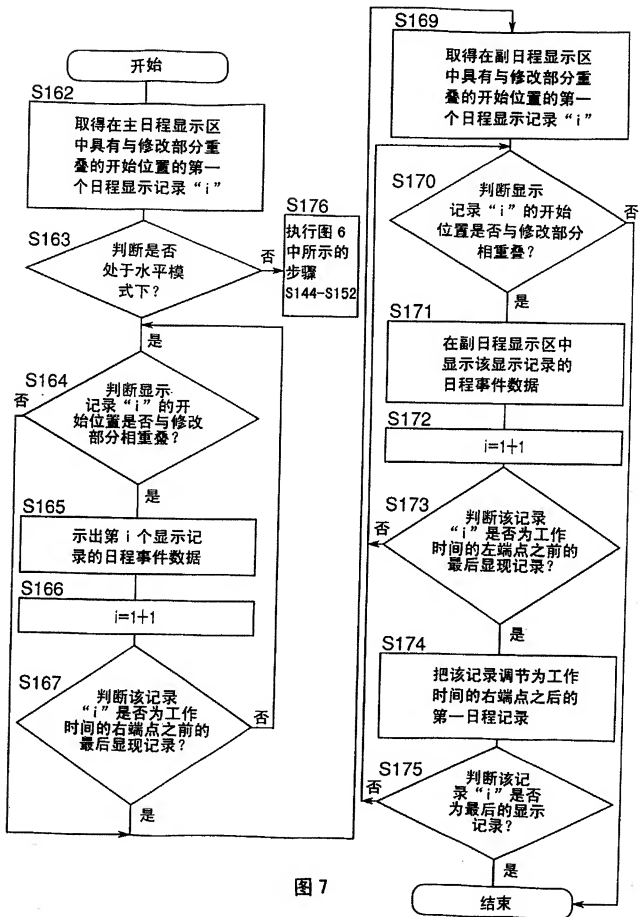 开始
S162
取得在主日程显示区
中具有与修改部分重
叠的开始位置的第一
个日程显示记录“i”
S163
判断是否
处于水平模
式下？
否
S176
执行图 6
中所示的
步骤
S144-S152
是
S164
否
判断显示
记录“i”的开
始位置是否与修改
部分相重叠？
是
S165
示出第 i 个显示记
录的日程事件数据
S166
i=1+1
S167
判断该记录
“i”是否为工作
时间的右端点之前的
最后显现记录？
否
是
S169
取得在副日程显示区
中具有与修改部分重
叠的开始位置的第一
个日程显示记录“i”
S170
判断显示
记录“i”的开始
位置是否与修改部分
相重叠？
否
是
S171
在副日程显示区中
显示该显示记录的
日程事件数据
S172
i=1+1
S173
否
判断该记录
“i”是否为工作
时间的左端点之前的
最后显现记录？
是
S174
把该记录调节为工作
时间的右端点之后的
第一日程记录
S175
否
判断该记
录“i”是否
为最后的显示
记录？
是
结束
图 7